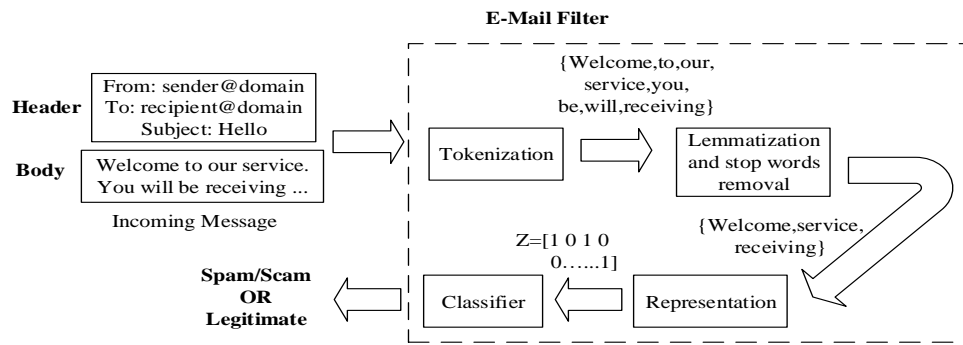 E-Mail Filter
Header
From: sender@domain
To: recipient@domain
Subject: Hello
Body
Welcome to our service.
You will be receiving ...
Incoming Message
Tokenization
{Welcome,to,our,
service,you,
be,will,receiving}
Lemmatization
and stop words
removal
{Welcome,service,
receiving}
Representation
Z=[1 0 1 0
0…...1]
Classifier
Spam/Scam
OR
Legitimate